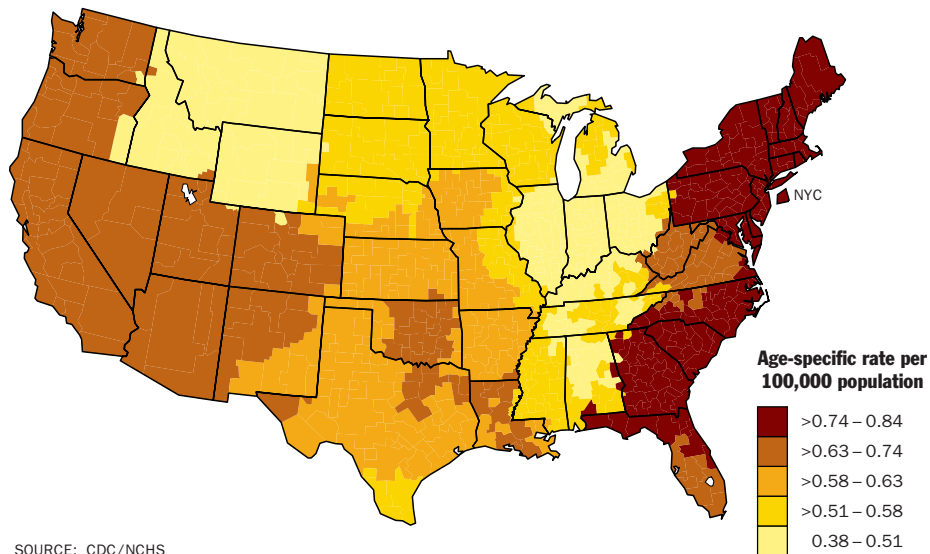 NYC
Age-specific rate per
100,000 population
>0.74 – 0.84
>0.63 – 0.74
>0.58 – 0.63
>0.51 – 0.58
0.38 – 0.51
SOURCE: CDC/NCHS